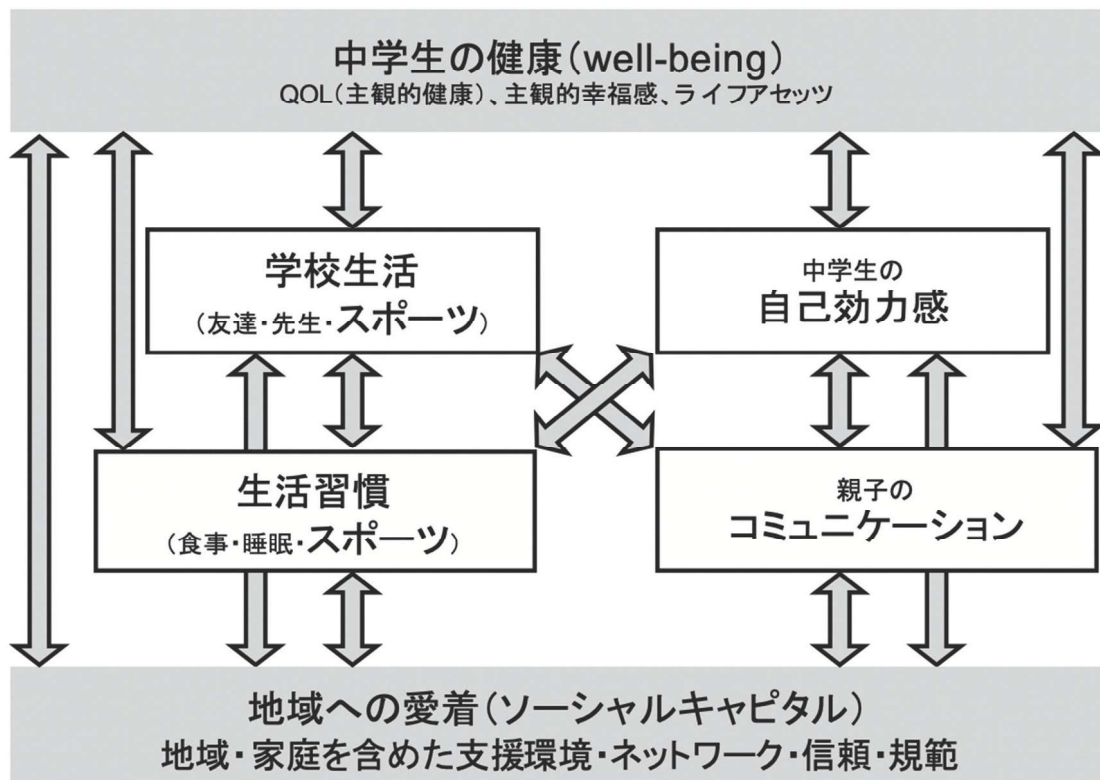 中学生の健康（well-being）
QOL（主観的健康）、主観的幸福感、ライフアセッツ
学校生活
（友達・先生・スポーツ）
中学生の
自己効力感
生活習慣
（食事・睡眠・スポーツ）
親子の
コミュニケーション
地域への愛着（ソーシャルキャピタル）
地域・家庭を含めた支援環境・ネットワーク・信頼・規範